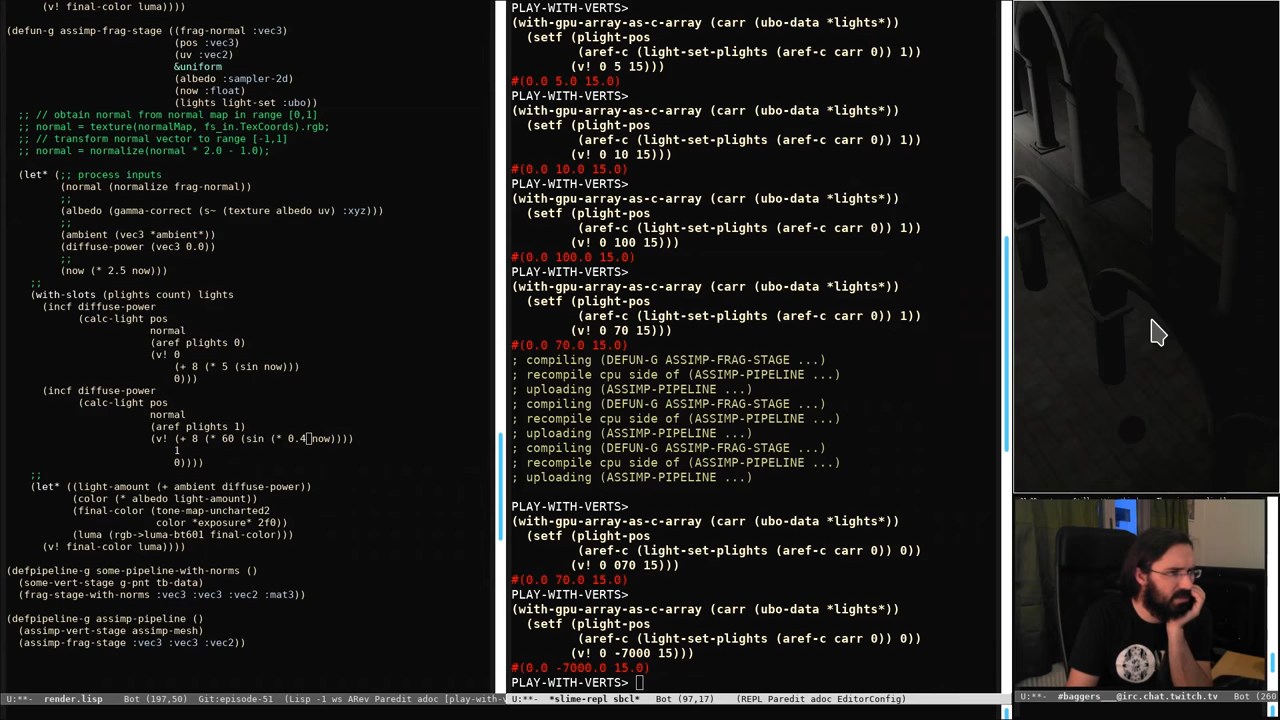 (v! final-color luma))))
(defun-g assimp-frag-stage ((frag-normal :vec3)
(pos :vec3)
(uv :vec2)
&uniform
(albedo :sampler-2d)
(now :float)
(lights light-set :ubo))
;; // obtain normal from normal map in range [0,1]
;; normal = texture(normalMap, fs_in.TexCoords).rgb;
;; // transform normal vector to range [-1,1]
;; normal = normalize(normal * 2.0 - 1.0);
(let* (;; process inputs
(normal (normalize frag-normal))
;;
(albedo (gamma-correct (s~ (texture albedo uv) :xyz)))
;;
(ambient (vec3 *ambient*))
(diffuse-power (vec3 0.0))
;;
(now (* 2.5 now)))
;;
(with-slots (plights count) lights
(incf diffuse-power
(calc-light pos
normal
(aref plights 0)
(v! 0
(+ 8 (* 5 (sin now)))
0)))
(incf diffuse-power
(calc-light pos
normal
(aref plights 1)
(v! (+ 8 (* 60 (sin (* 0.4 now))))
1
0))))
;;
(let* ((light-amount (+ ambient diffuse-power))
(color (* albedo light-amount))
(final-color (tone-map-uncharted2
color *exposure* 2f0))
(luma (rgb->luma-bt601 final-color)))
(v! final-color luma))))
(defpipeline-g some-pipeline-with-norms ()
(some-vert-stage g-pnt tb-data)
(frag-stage-with-norms :vec3 :vec3 :vec2 :mat3))
(defpipeline-g assimp-pipeline ()
(assimp-vert-stage assimp-mesh)
(assimp-frag-stage :vec3 :vec3 :vec2))
U:**- render.lisp Bot (197,50) Git:episode-51 (Lisp -1 ws ARev Paredit adoc [play-with-v
PLAY-WITH-VERTS>
(with-gpu-array-as-c-array (carr (ubo-data *lights*))
(setf (plight-pos
(aref-c (light-set-plights (aref-c carr 0)) 1))
(v! 0 5 15)))
#(0.0 5.0 15.0)
PLAY-WITH-VERTS>
(with-gpu-array-as-c-array (carr (ubo-data *lights*))
(setf (plight-pos
(aref-c (light-set-plights (aref-c carr 0)) 1))
(v! 0 10 15)))
#(0.0 10.0 15.0)
PLAY-WITH-VERTS>
(with-gpu-array-as-c-array (carr (ubo-data *lights*))
(setf (plight-pos
(aref-c (light-set-plights (aref-c carr 0)) 1))
(v! 0 100 15)))
#(0.0 100.0 15.0)
PLAY-WITH-VERTS>
(with-gpu-array-as-c-array (carr (ubo-data *lights*))
(setf (plight-pos
(aref-c (light-set-plights (aref-c carr 0)) 1))
(v! 0 70 15)))
#(0.0 70.0 15.0)
; compiling (DEFUN-G ASSIMP-FRAG-STAGE ...)
; recompile cpu side of (ASSIMP-PIPELINE ...)
; uploading (ASSIMP-PIPELINE ...)
; compiling (DEFUN-G ASSIMP-FRAG-STAGE ...)
; recompile cpu side of (ASSIMP-PIPELINE ...)
; uploading (ASSIMP-PIPELINE ...)
; compiling (DEFUN-G ASSIMP-FRAG-STAGE ...)
; recompile cpu side of (ASSIMP-PIPELINE ...)
; uploading (ASSIMP-PIPELINE ...)
PLAY-WITH-VERTS>
(with-gpu-array-as-c-array (carr (ubo-data *lights*))
(setf (plight-pos
(aref-c (light-set-plights (aref-c carr 0)) 0))
(v! 0 070 15)))
#(0.0 70.0 15.0)
PLAY-WITH-VERTS>
(with-gpu-array-as-c-array (carr (ubo-data *lights*))
(setf (plight-pos
(aref-c (light-set-plights (aref-c carr 0)) 0))
(v! 0 -7000 15)))
#(0.0 -7000.0 15.0)
PLAY-WITH-VERTS>
U:**- *slime-repl sbcl* Bot (97,17) (REPL Paredit adoc EditorConfig)
U:**- #baggers___@irc.chat.twitch.tv Bot (260